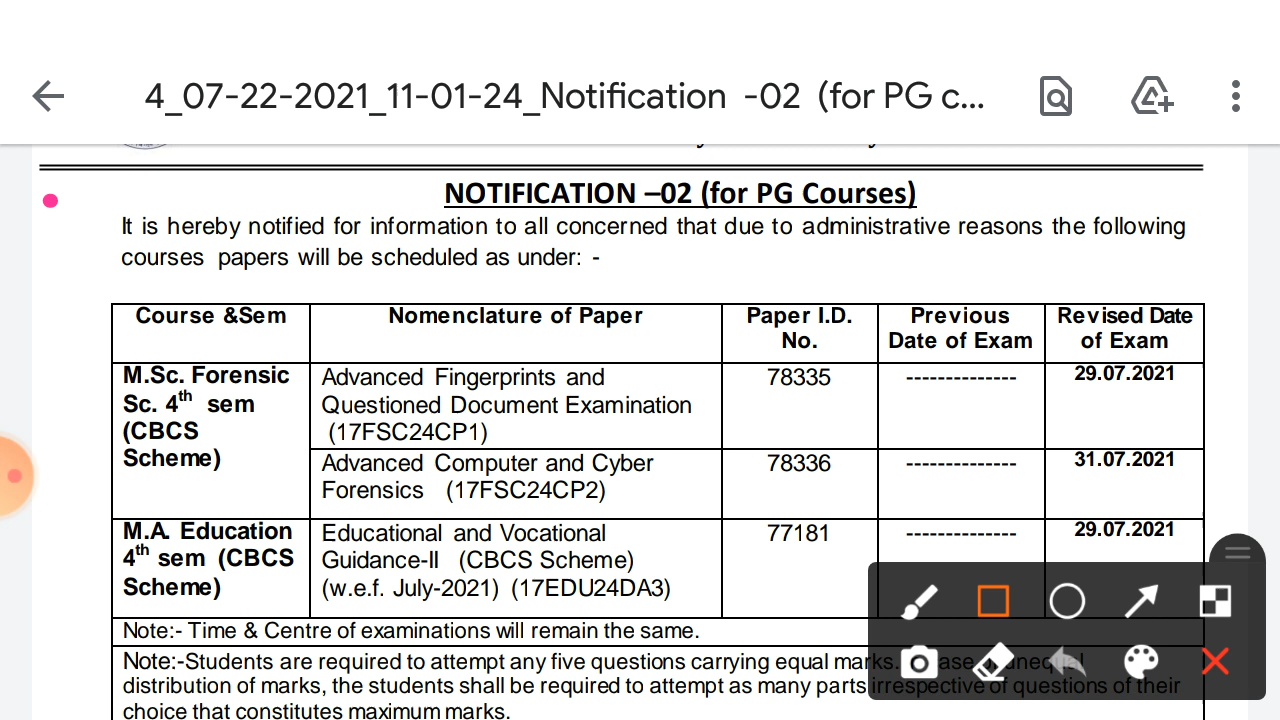 4_07-22-2021_11-01-24_Notification -02 (for PG c...
NOTIFICATION –02 (for PG Courses)
It is hereby notified for information to all concerned that due to administrative reasons the following
courses papers will be scheduled as under: -
Course &Sem
Nomenclature of Paper
Paper I.D.
No.
Previous
Date of Exam
Revised Date
of Exam
M.Sc. Forensic
Sc. 4th sem
(CBCS
Scheme)
Advanced Fingerprints and
Questioned Document Examination
(17FSC24CP1)
78335
--------------
29.07.2021
Advanced Computer and Cyber
Forensics (17FSC24CP2)
78336
--------------
31.07.2021
M.A. Education
4th sem (CBCS
Scheme)
Educational and Vocational
Guidance-II (CBCS Scheme)
(w.e.f. July-2021) (17EDU24DA3)
77181
--------------
29.07.2021
Note:- Time & Centre of examinations will remain the same.
Note:-Students are required to attempt any five questions carrying equal marks. unequal
distribution of marks, the students shall be required to attempt as many parts irrespective of questions of their
choice that constitutes maximum marks.